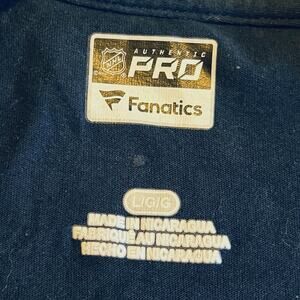 NHL
AUTHENTIC
PRO
Fanatics
L/G/G
MADE IN NICARAGUA
FABRIQUÉ AU NICARAGUA
HECHO EN NICARAGUA